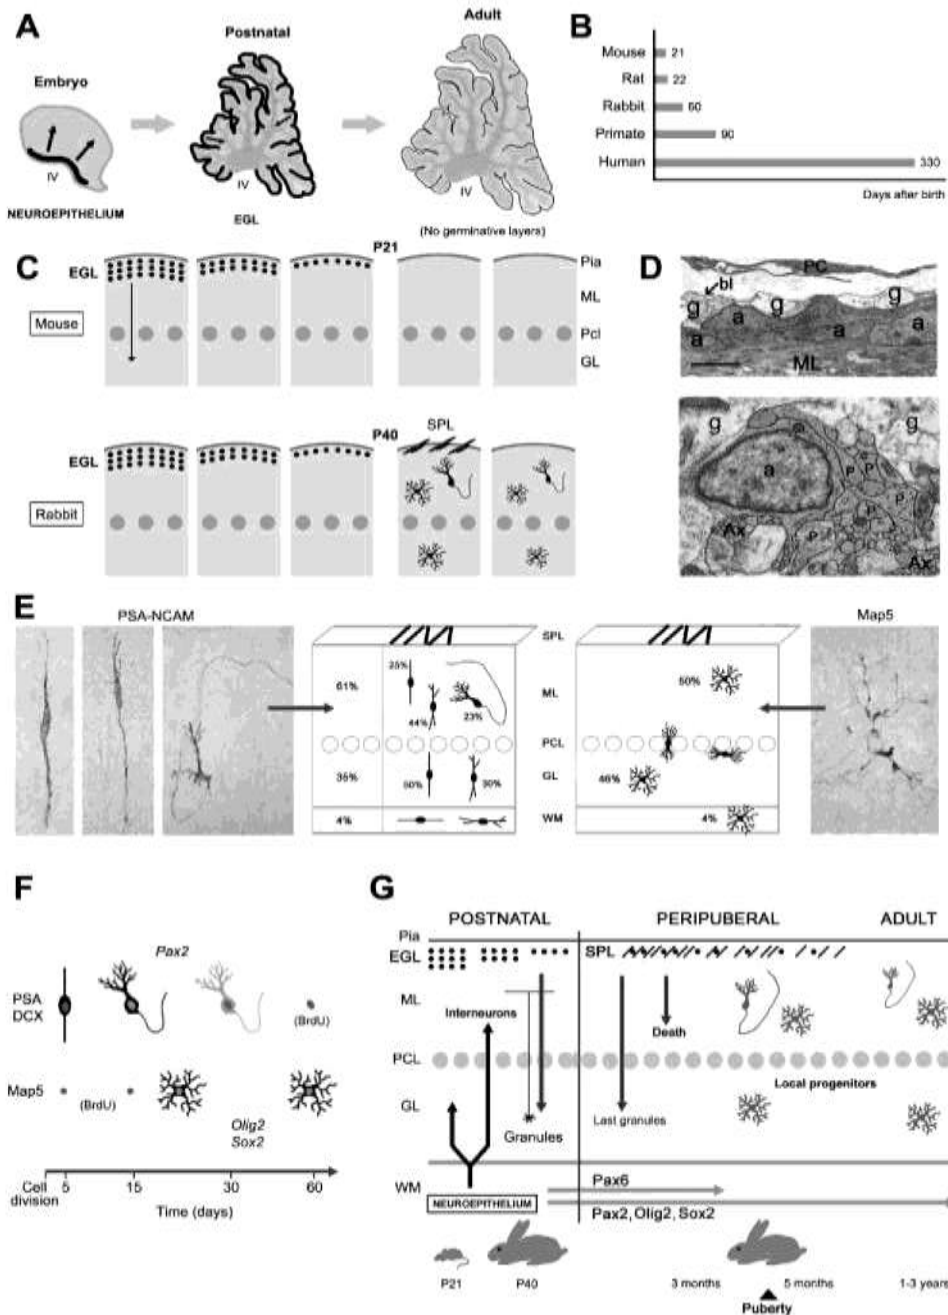 A
Embryo
Postnatal
Adult
IV
IV
IV
NEUROEPITHELIUM
EGL
(No germinative layers)
B
Mouse 21
Rat 22
Rabbit 60
Primate 90
Human 330
Days after birth
C
EGL
P21
Pia
ML
Pcl
GL
Mouse
EGL
P40
SPL
Rabbit
D
PC
bl
g g g
a a a a
ML
g g
a
P P P
P P
Ax Ax
E
PSA-NCAM
Map5
SPL
61%
25%
44%
23%
ML
50%
PCL
35%
50%
30%
GL
46%
4%
WM
4%
F
Pax2
PSA
DCX
(BrdU)
Map5
(BrdU)
Olig2
Sox2
Cell
division
5 15 30 60
Time (days)
G
POSTNATAL PERIPUBERAL ADULT
Pia
EGL
SPL
ML
Interneurons
Death
PCL
Local progenitors
GL
Granules
Last granules
WM
NEUROEPITHELIUM
Pax6
Pax2, Olig2, Sox2
P21 P40
3 months 5 months 1-3 years
Puberty